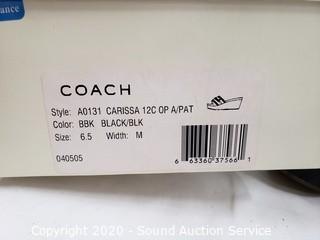 ance
COACH
Style: A0131 CARISSA 12C OP A/PAT
Color: BBK BLACK/BLK
Size: 6.5 Width: M
040505
6 63360 37566 1
Copyright 2020 - Sound Auction Service